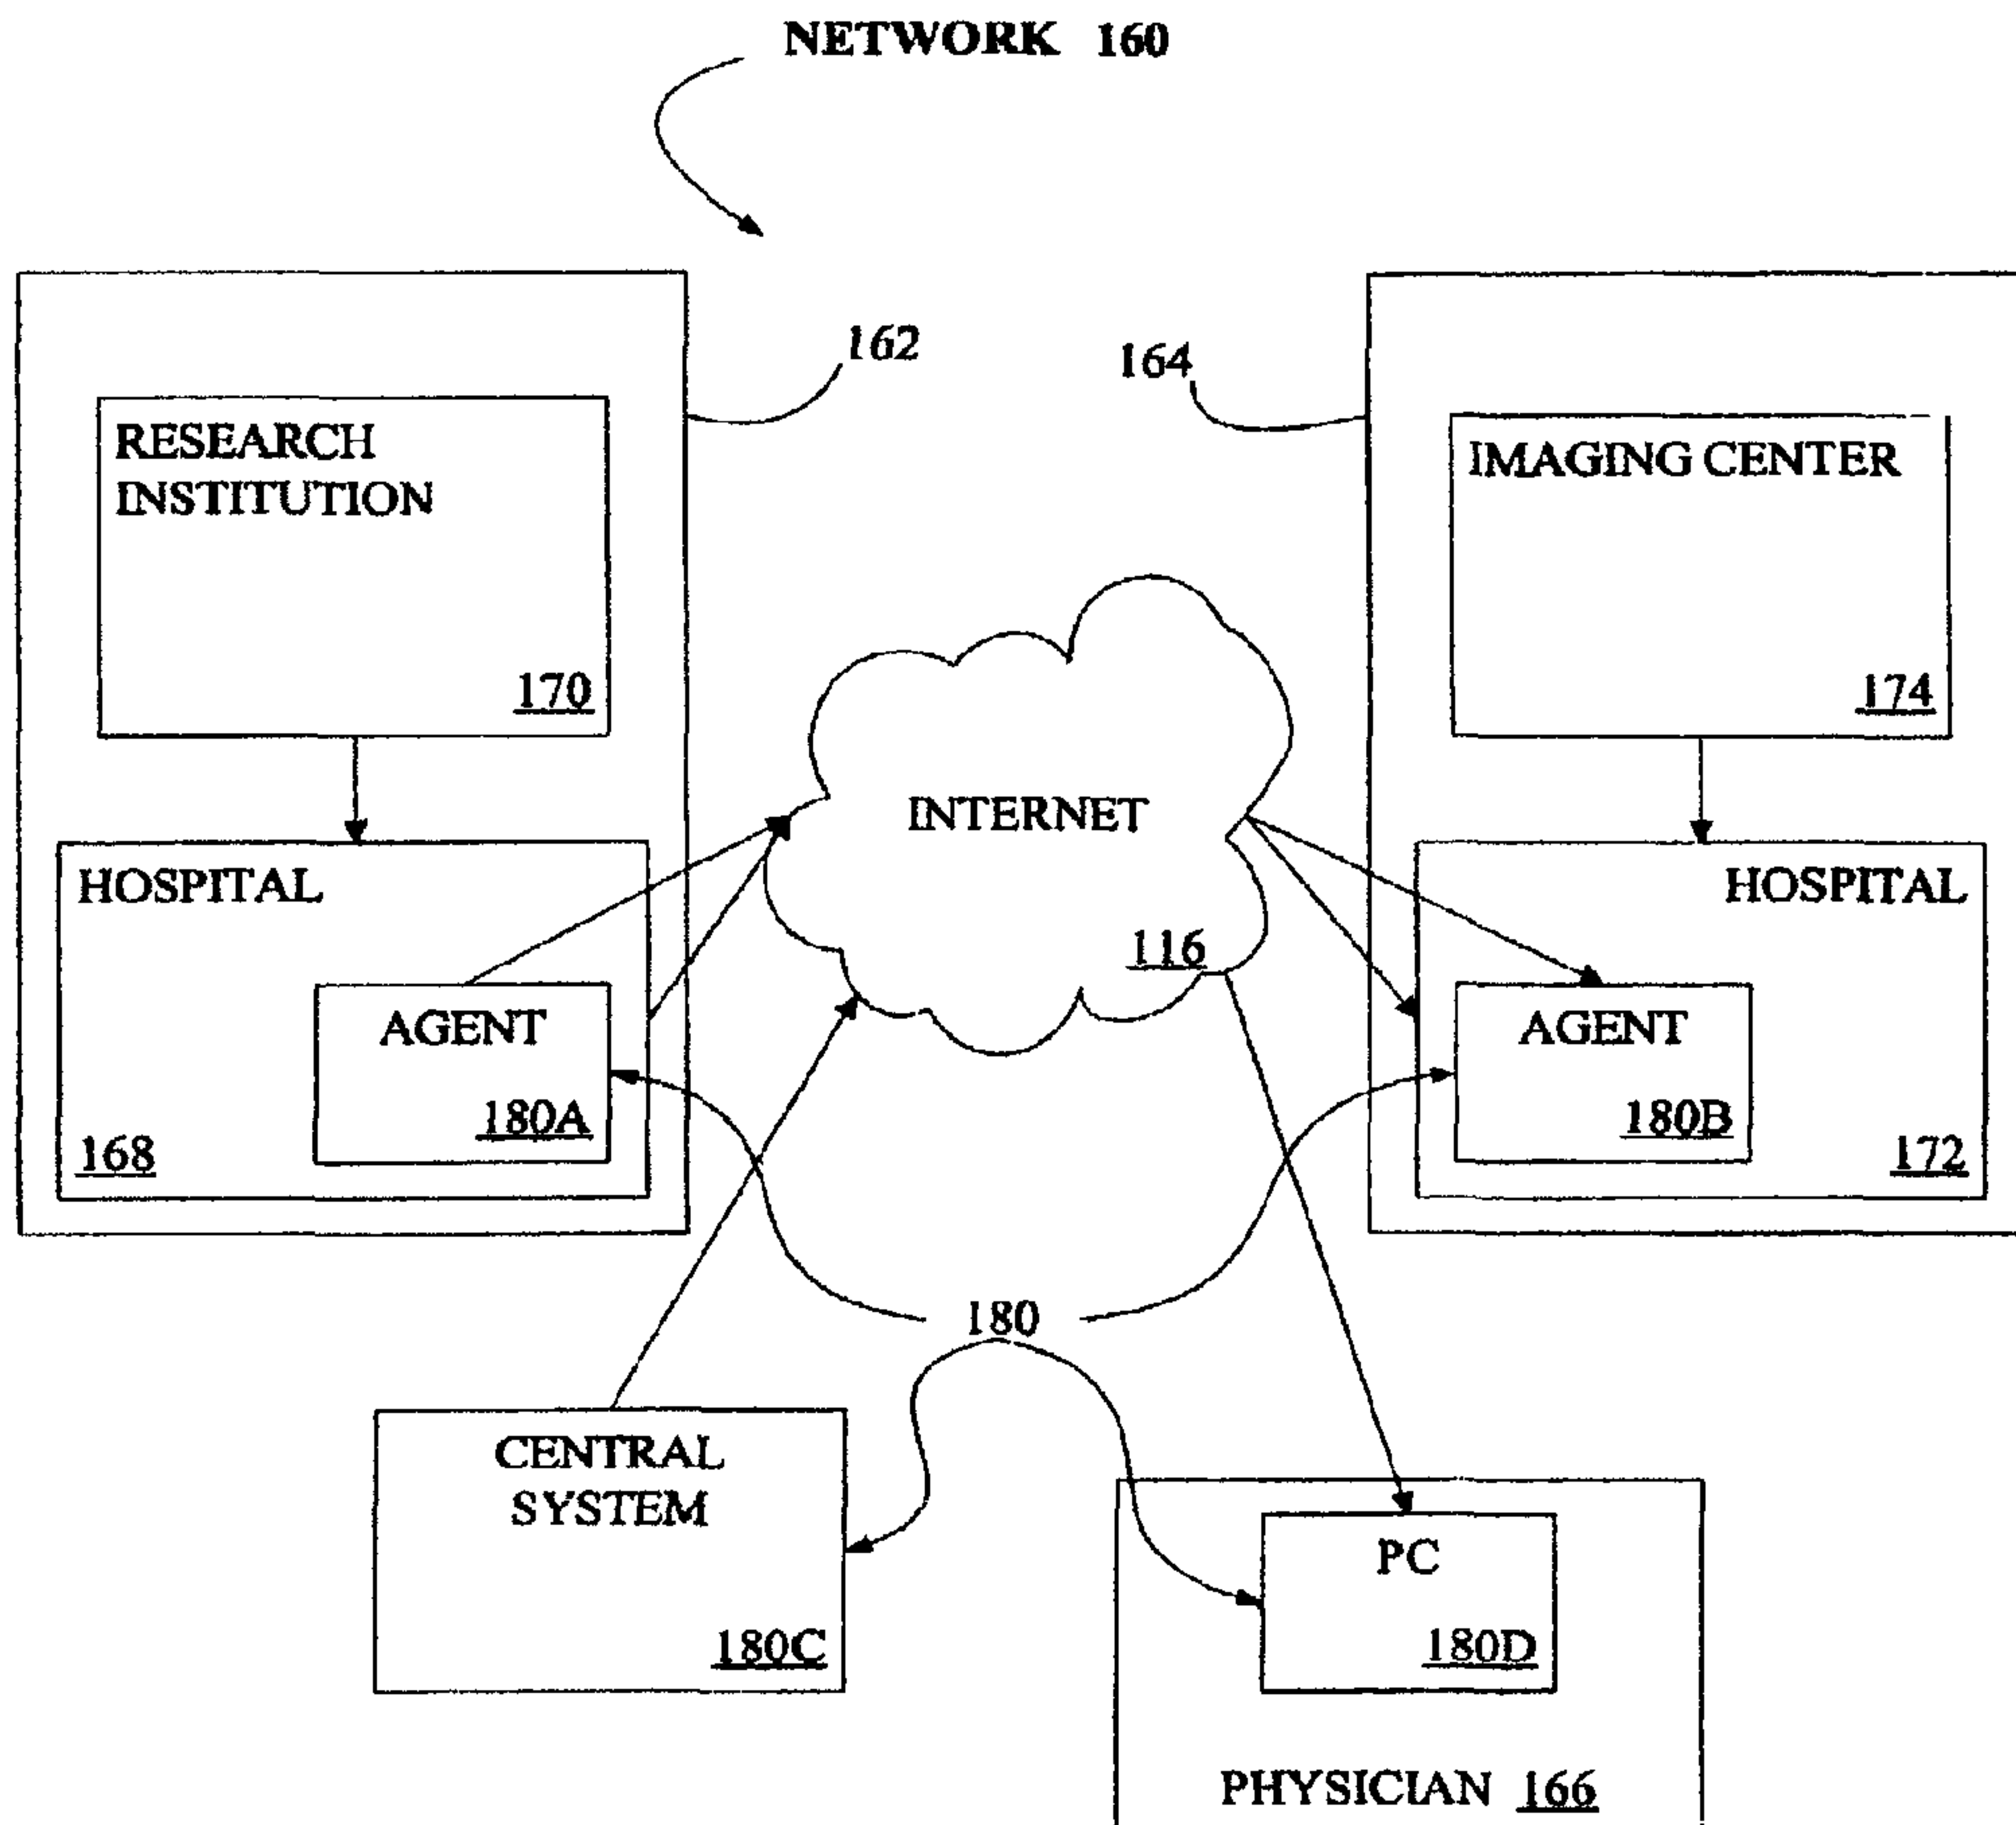 NETWORK 160
162
164
RESEARCH
INSTITUTION
170
IMAGING CENTER
174
INTERNET
116
HOSPITAL
AGENT
180A
168
HOSPITAL
AGENT
180B
172
180
CENTRAL
SYSTEM
180C
PC
180D
PHYSICIAN 166